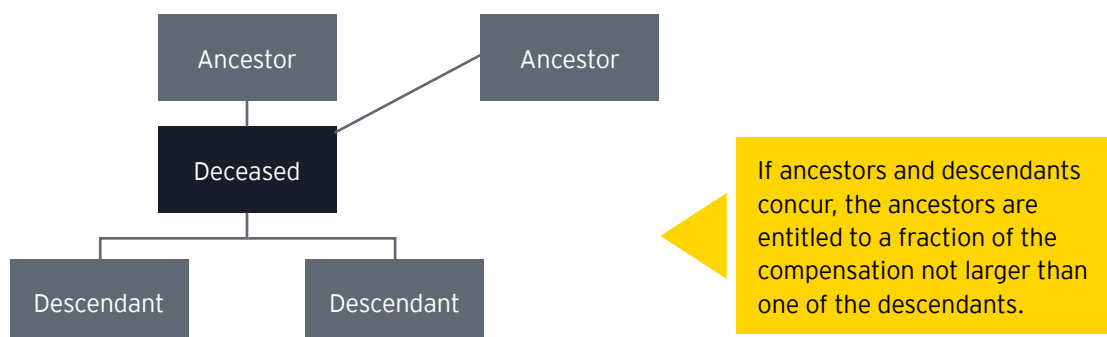 Ancestor
Ancestor
Deceased
Descendant
Descendant
If ancestors and descendants
concur, the ancestors are
entitled to a fraction of the
compensation not larger than
one of the descendants.